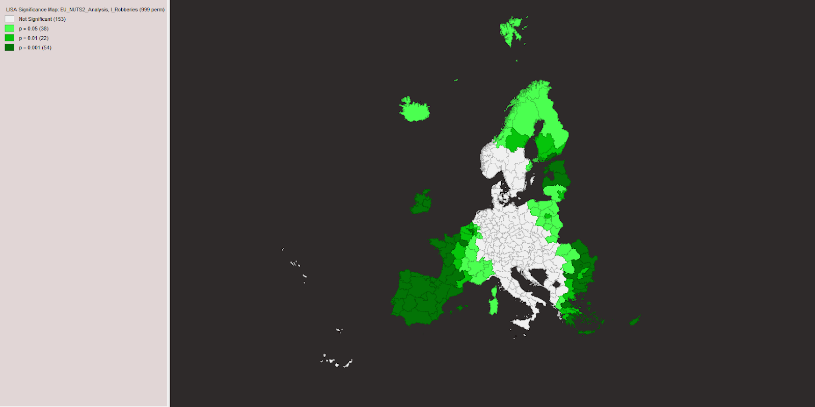 LISA Significance Map: EU_NUTS2_Analysis, I_Robberies (999 perm)
Not Significant (153)
p = 0.05 (38)
p = 0.01 (22)
p = 0.001 (54)